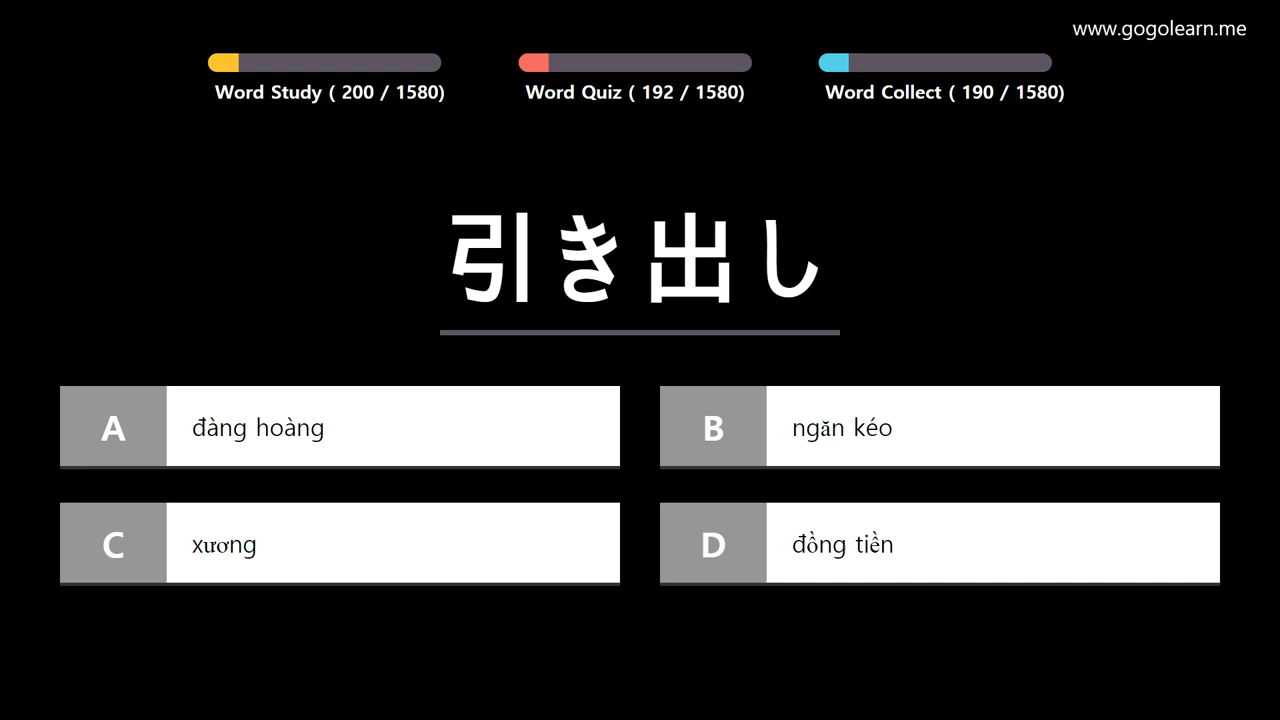 www.gogolearn.me
Word Study ( 200 / 1580)
Word Quiz ( 192 / 1580)
Word Collect ( 190 / 1580)
引き出し
A
đàng hoàng
B
ngăn kéo
C
xương
D
đồng tiền